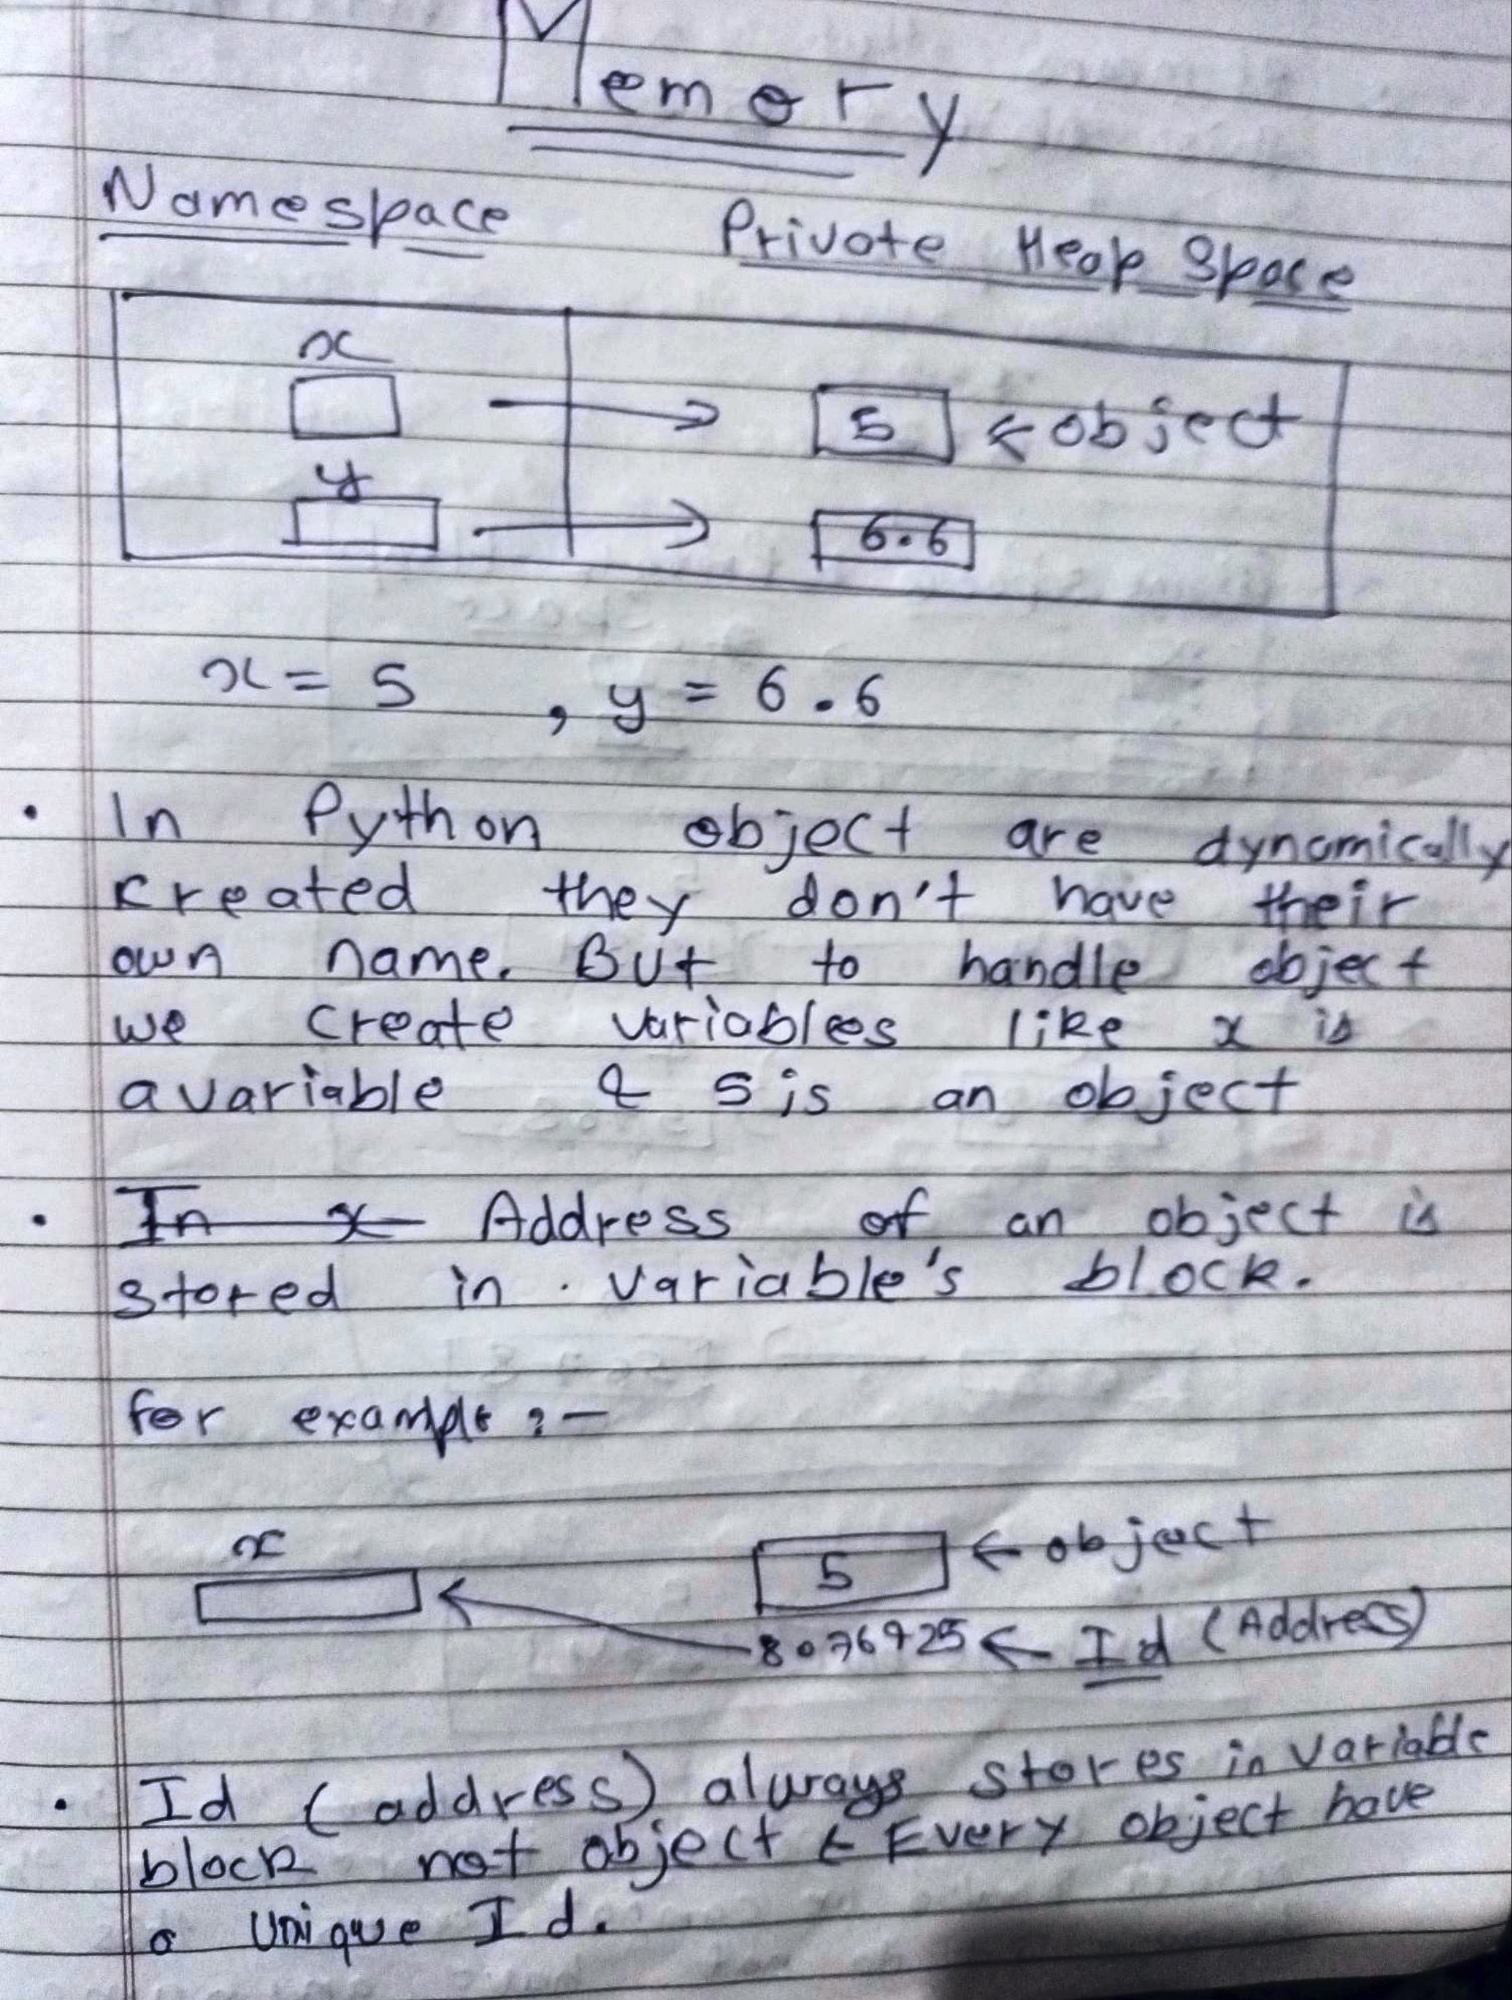 Memory
Namespace Private Heap Space
x
5 ← object
y
6.6
x = 5 , y = 6.6
• In Python object are dynamically
created they don't have their
own name. But to handle object
we create variablees like x is
a variable & 5 is an object
• In x Address of an object is
stored in . variable's block.
for example :-
x
5 ← object
8076925 ← Id (Address)
• Id (address) always stores in variable
block not object & Every object have
a unique Id.